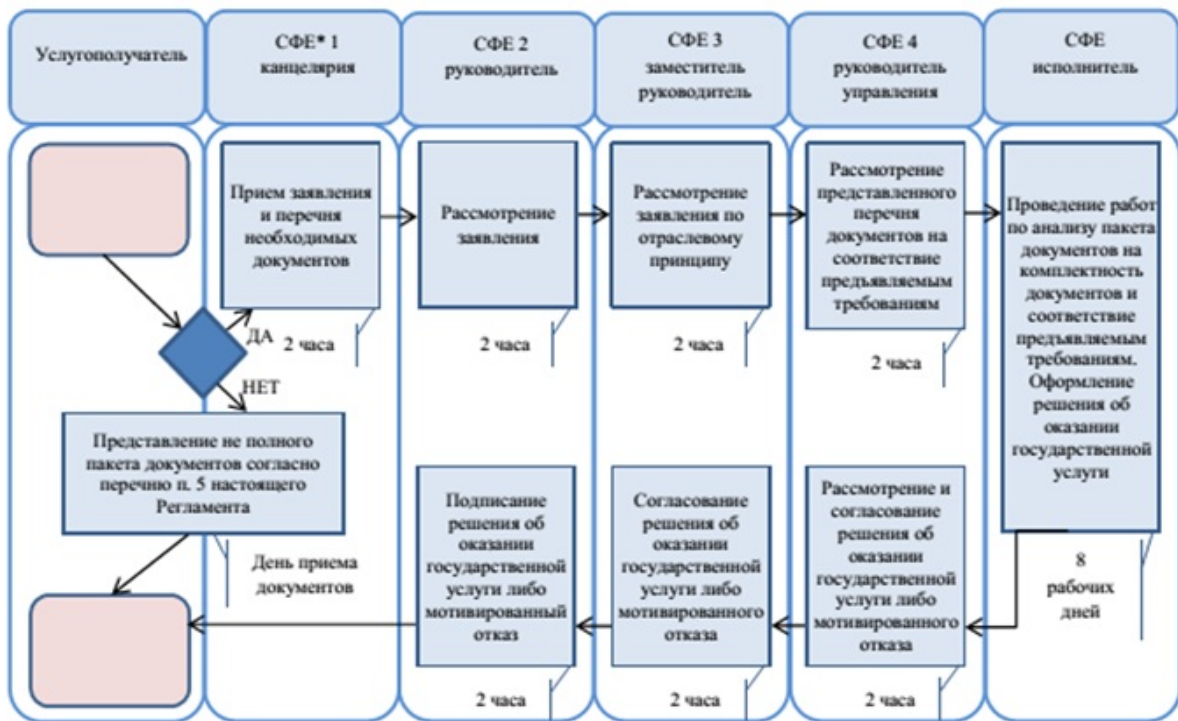 Услугополучатель
СФЕ* 1
канцелярия
СФЕ 2
руководитель
СФЕ 3
заместитель
руководитель
СФЕ 4
руководитель
управления
СФЕ
исполнитель
Прием заявления
и перечня
необходимых
документов
Рассмотрение
заявления
Рассмотрение
заявления по
отраслевому
принципу
Рассмотрение
представленного
перечня
документов на
соответствие
предъявляемым
требованиям
Проведение работ
по анализу пакета
документов на
комплектность
документов и
соответствие
предъявляемым
требованиям.
Оформление
решения об
оказании
государственной
услуги
ДА
2 часа
2 часа
2 часа
2 часа
НЕТ
Представление не полного
пакета документов согласно
перечню п. 5 настоящего
Регламента
День приема
документов
Подписание
решения об
оказании
государственной
услуги либо
мотивированный
отказ
Согласование
решения об
оказании
государственной
услуги либо
мотивированного
отказа
Рассмотрение и
согласование
решения об
оказании
государственной
услуги либо
мотивированного
отказа
8
рабочих
дней
2 часа
2 часа
2 часа